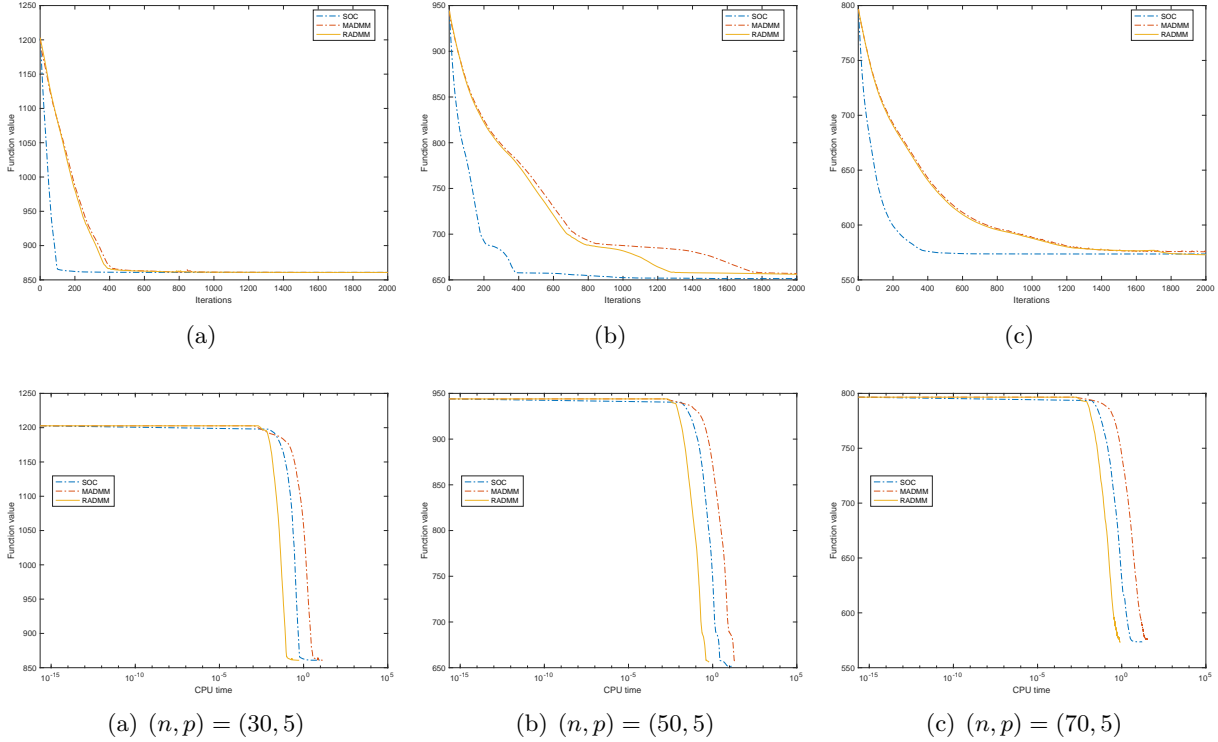 1250
1200
1150
1100
1050
1000
950
900
850
Function value
0 200 400 600 800 1000 1200 1400 1600 1800 2000
Iterations
SOC
MADMM
RADMM
(a)
950
900
850
800
750
700
650
Function value
0 200 400 600 800 1000 1200 1400 1600 1800 2000
Iterations
SOC
MADMM
RADMM
(b)
800
750
700
650
600
550
Function value
0 200 400 600 800 1000 1200 1400 1600 1800 2000
Iterations
SOC
MADMM
RADMM
(c)
1250
1200
1150
1100
1050
1000
950
900
850
Function value
SOC
MADMM
RADMM
10^-15 10^-10 10^-5 10^0 10^5
CPU time
(a) (n, p) = (30, 5)
950
900
850
800
750
700
650
Function value
SOC
MADMM
RADMM
10^-15 10^-10 10^-5 10^0 10^5
CPU time
(b) (n, p) = (50, 5)
800
750
700
650
600
550
Function value
SOC
MADMM
RADMM
10^-15 10^-10 10^-5 10^0 10^5
CPU time
(c) (n, p) = (70, 5)